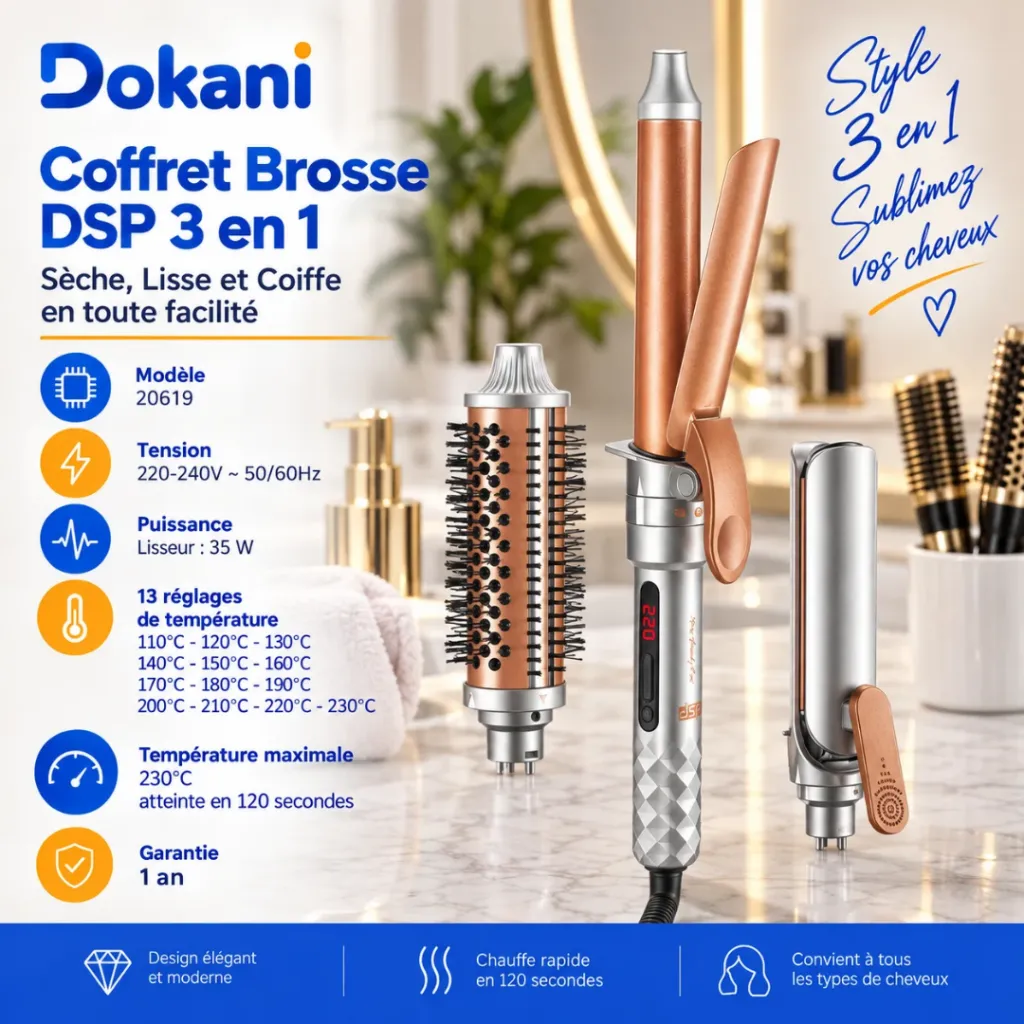 Dokani
Coffret Brosse
DSP 3 en 1
Sèche, Lisse et Coiffe
en toute facilité
Modèle
20619
Tension
220-240V ~ 50/60Hz
Puissance
Lisseur : 35 W
13 réglages
de température
110°C - 120°C - 130°C
140°C - 150°C - 160°C
170°C - 180°C - 190°C
200°C - 210°C - 220°C - 230°C
Température maximale
230°C
atteinte en 120 secondes
Garantie
1 an
Style
3 en 1
Sublimez
vos cheveux
220
dsp
Design élégant
et moderne
Chauffe rapide
en 120 secondes
Convient à tous
les types de cheveux